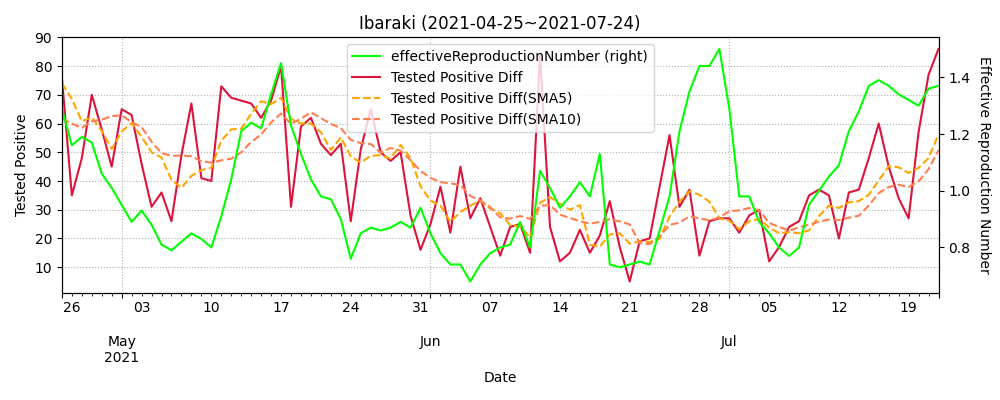 Ibaraki (2021-04-25~2021-07-24)
effectiveReproductionNumber (right)
Tested Positive Diff
Tested Positive Diff(SMA5)
Tested Positive Diff(SMA10)
Tested Positive
90
80
70
60
50
40
30
20
10
1.4
1.2
1.0
0.8
Effective Reproduction Number
26 03 10 17 24 31 07 14 21 28 05 12 19
May Jun Jul
2021
Date